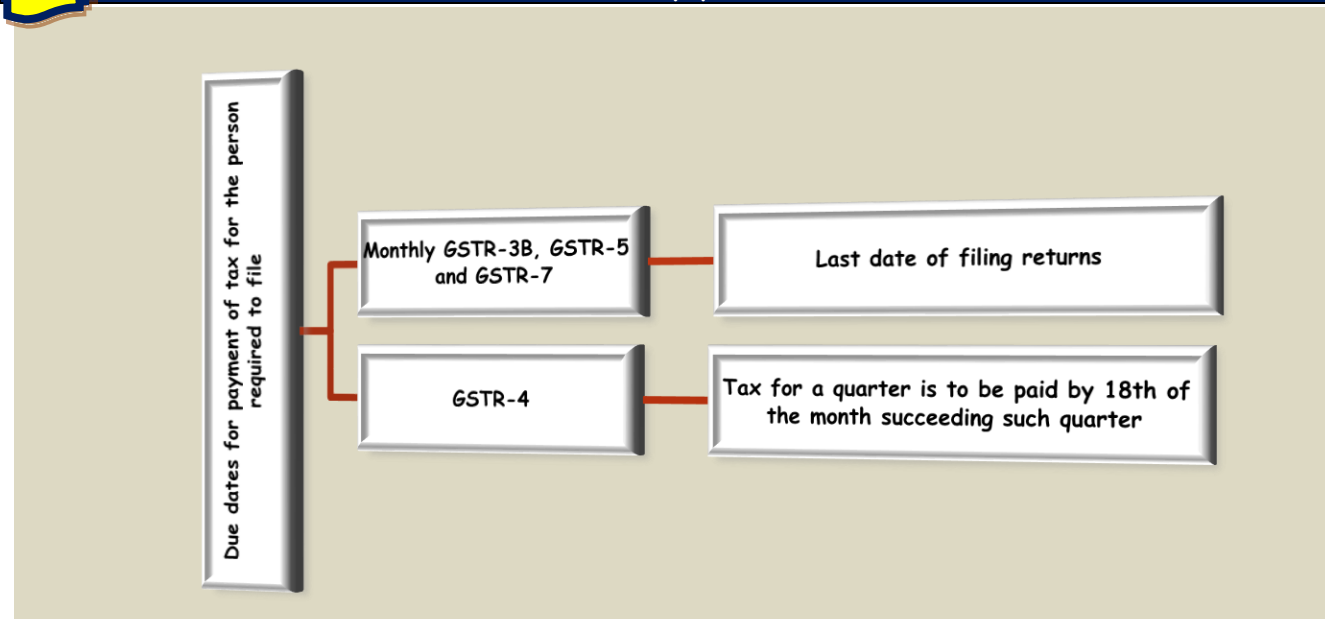 Due dates for payment of tax for the person
required to file
Monthly GSTR-3B, GSTR-5
and GSTR-7
Last date of filing returns
GSTR-4
Tax for a quarter is to be paid by 18th of
the month succeeding such quarter